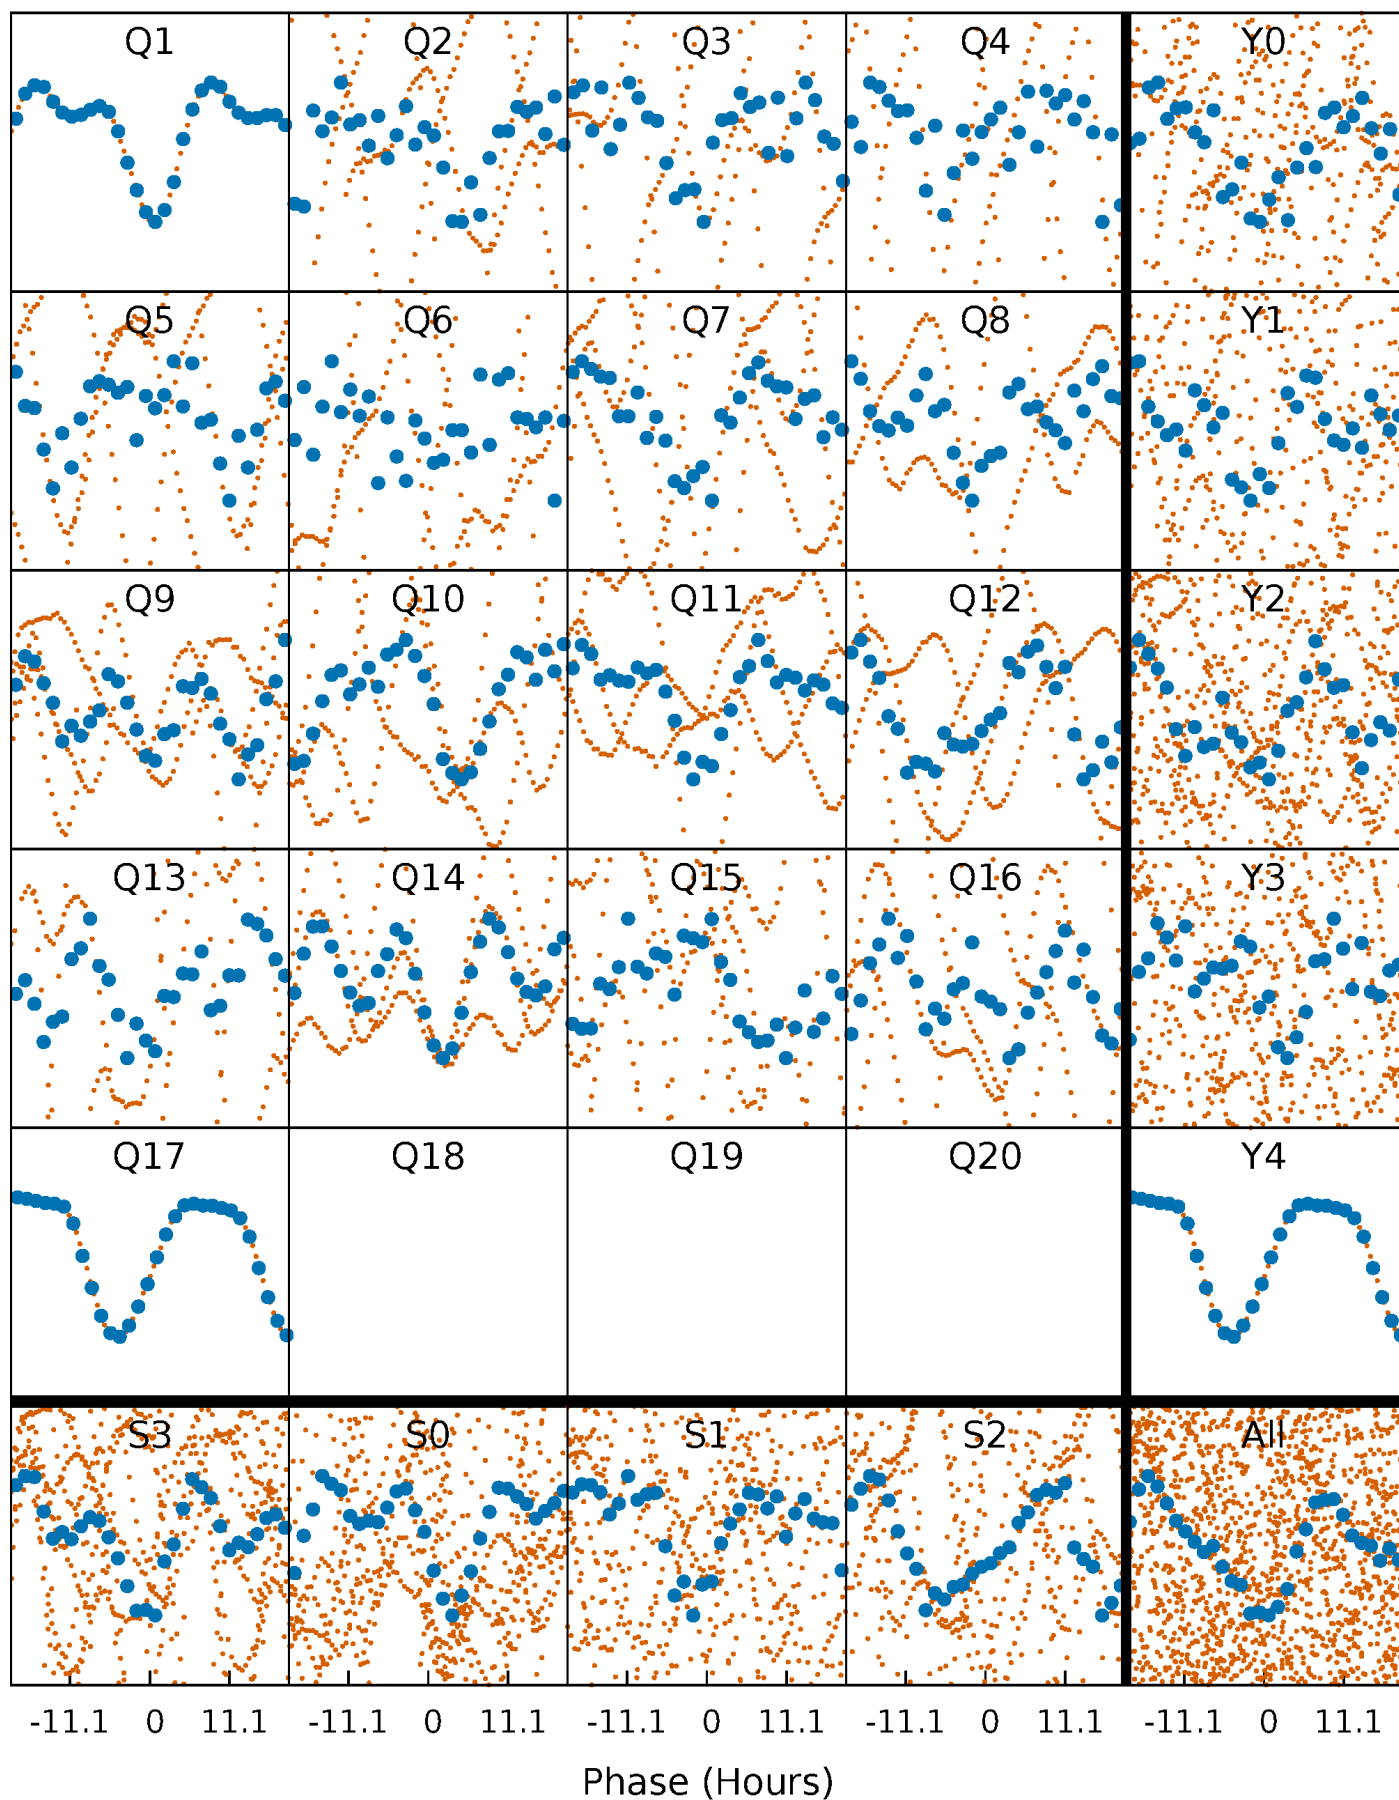 Q1 Q2 Q3 Q4 Y0
Q5 Q6 Q7 Q8 Y1
Q9 Q10 Q11 Q12 Y2
Q13 Q14 Q15 Q16 Y3
Q17 Q18 Q19 Q20 Y4
S3 S0 S1 S2 All
-11.1 0 11.1 -11.1 0 11.1 -11.1 0 11.1 -11.1 0 11.1 -11.1 0 11.1
Phase (Hours)